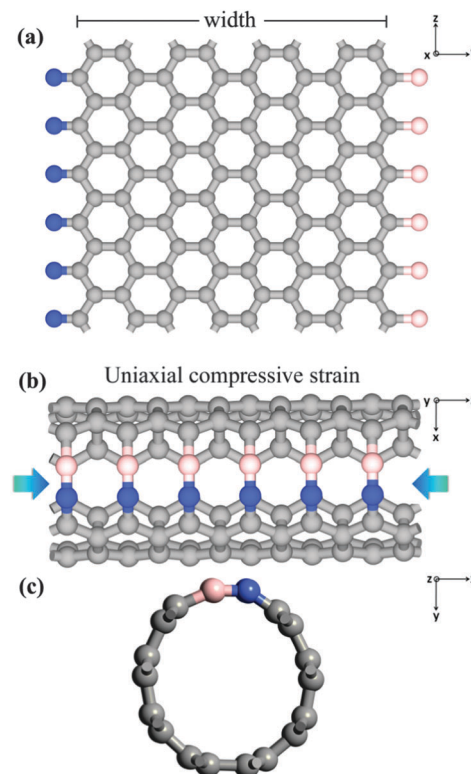 width
(a)
z
x
(b)
Uniaxial compressive strain
y
x
(c)
z
y